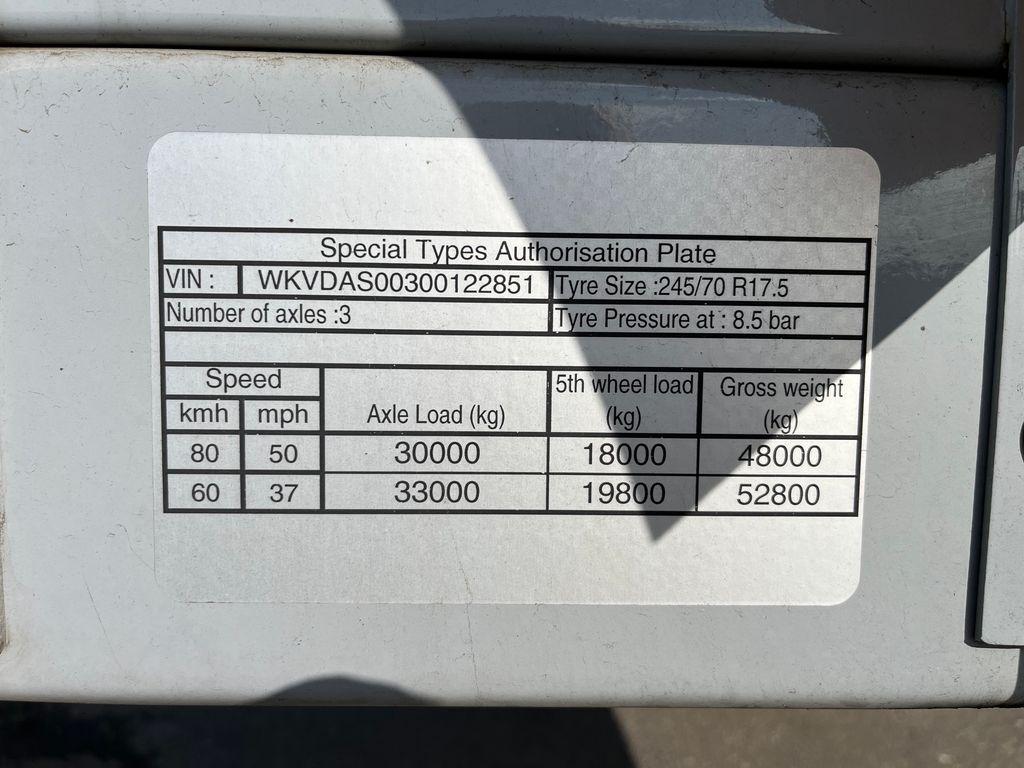 Special Types Authorisation Plate
VIN : WKVDAS00300122851 Tyre Size :245/70 R17.5
Number of axles :3 Tyre Pressure at : 8.5 bar
Speed
kmh mph Axle Load (kg) 5th wheel load (kg) Gross weight (kg)
80 50 30000 18000 48000
60 37 33000 19800 52800